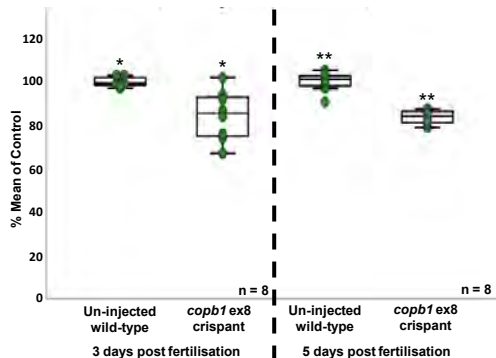 % Mean of Control
120
100
80
60
40
20
0
* * ** **
n = 8 n = 8
Un-injected wild-type
copb1 ex8 crispant
Un-injected wild-type
copb1 ex8 crispant
3 days post fertilisation 5 days post fertilisation